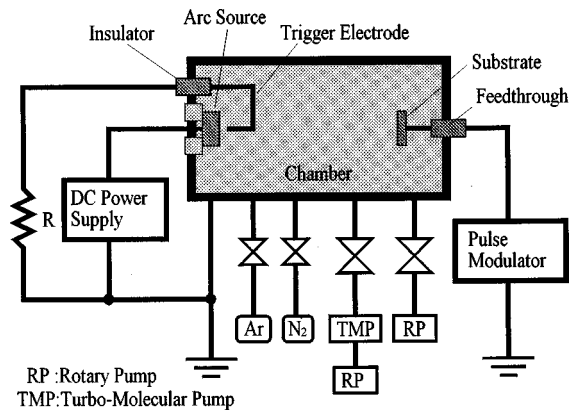 Arc Source
Insulator
Trigger Electrode
Substrate
Feedthrough
Chamber
R
DC Power
Supply
Pulse
Modulator
Ar
N₂
TMP
RP
RP
RP :Rotary Pump
TMP:Turbo-Molecular Pump